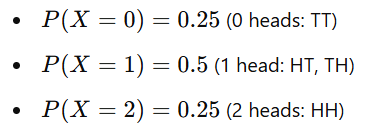 • P(X = 0) = 0.25 (0 heads: TT)
• P(X = 1) = 0.5 (1 head: HT, TH)
• P(X = 2) = 0.25 (2 heads: HH)